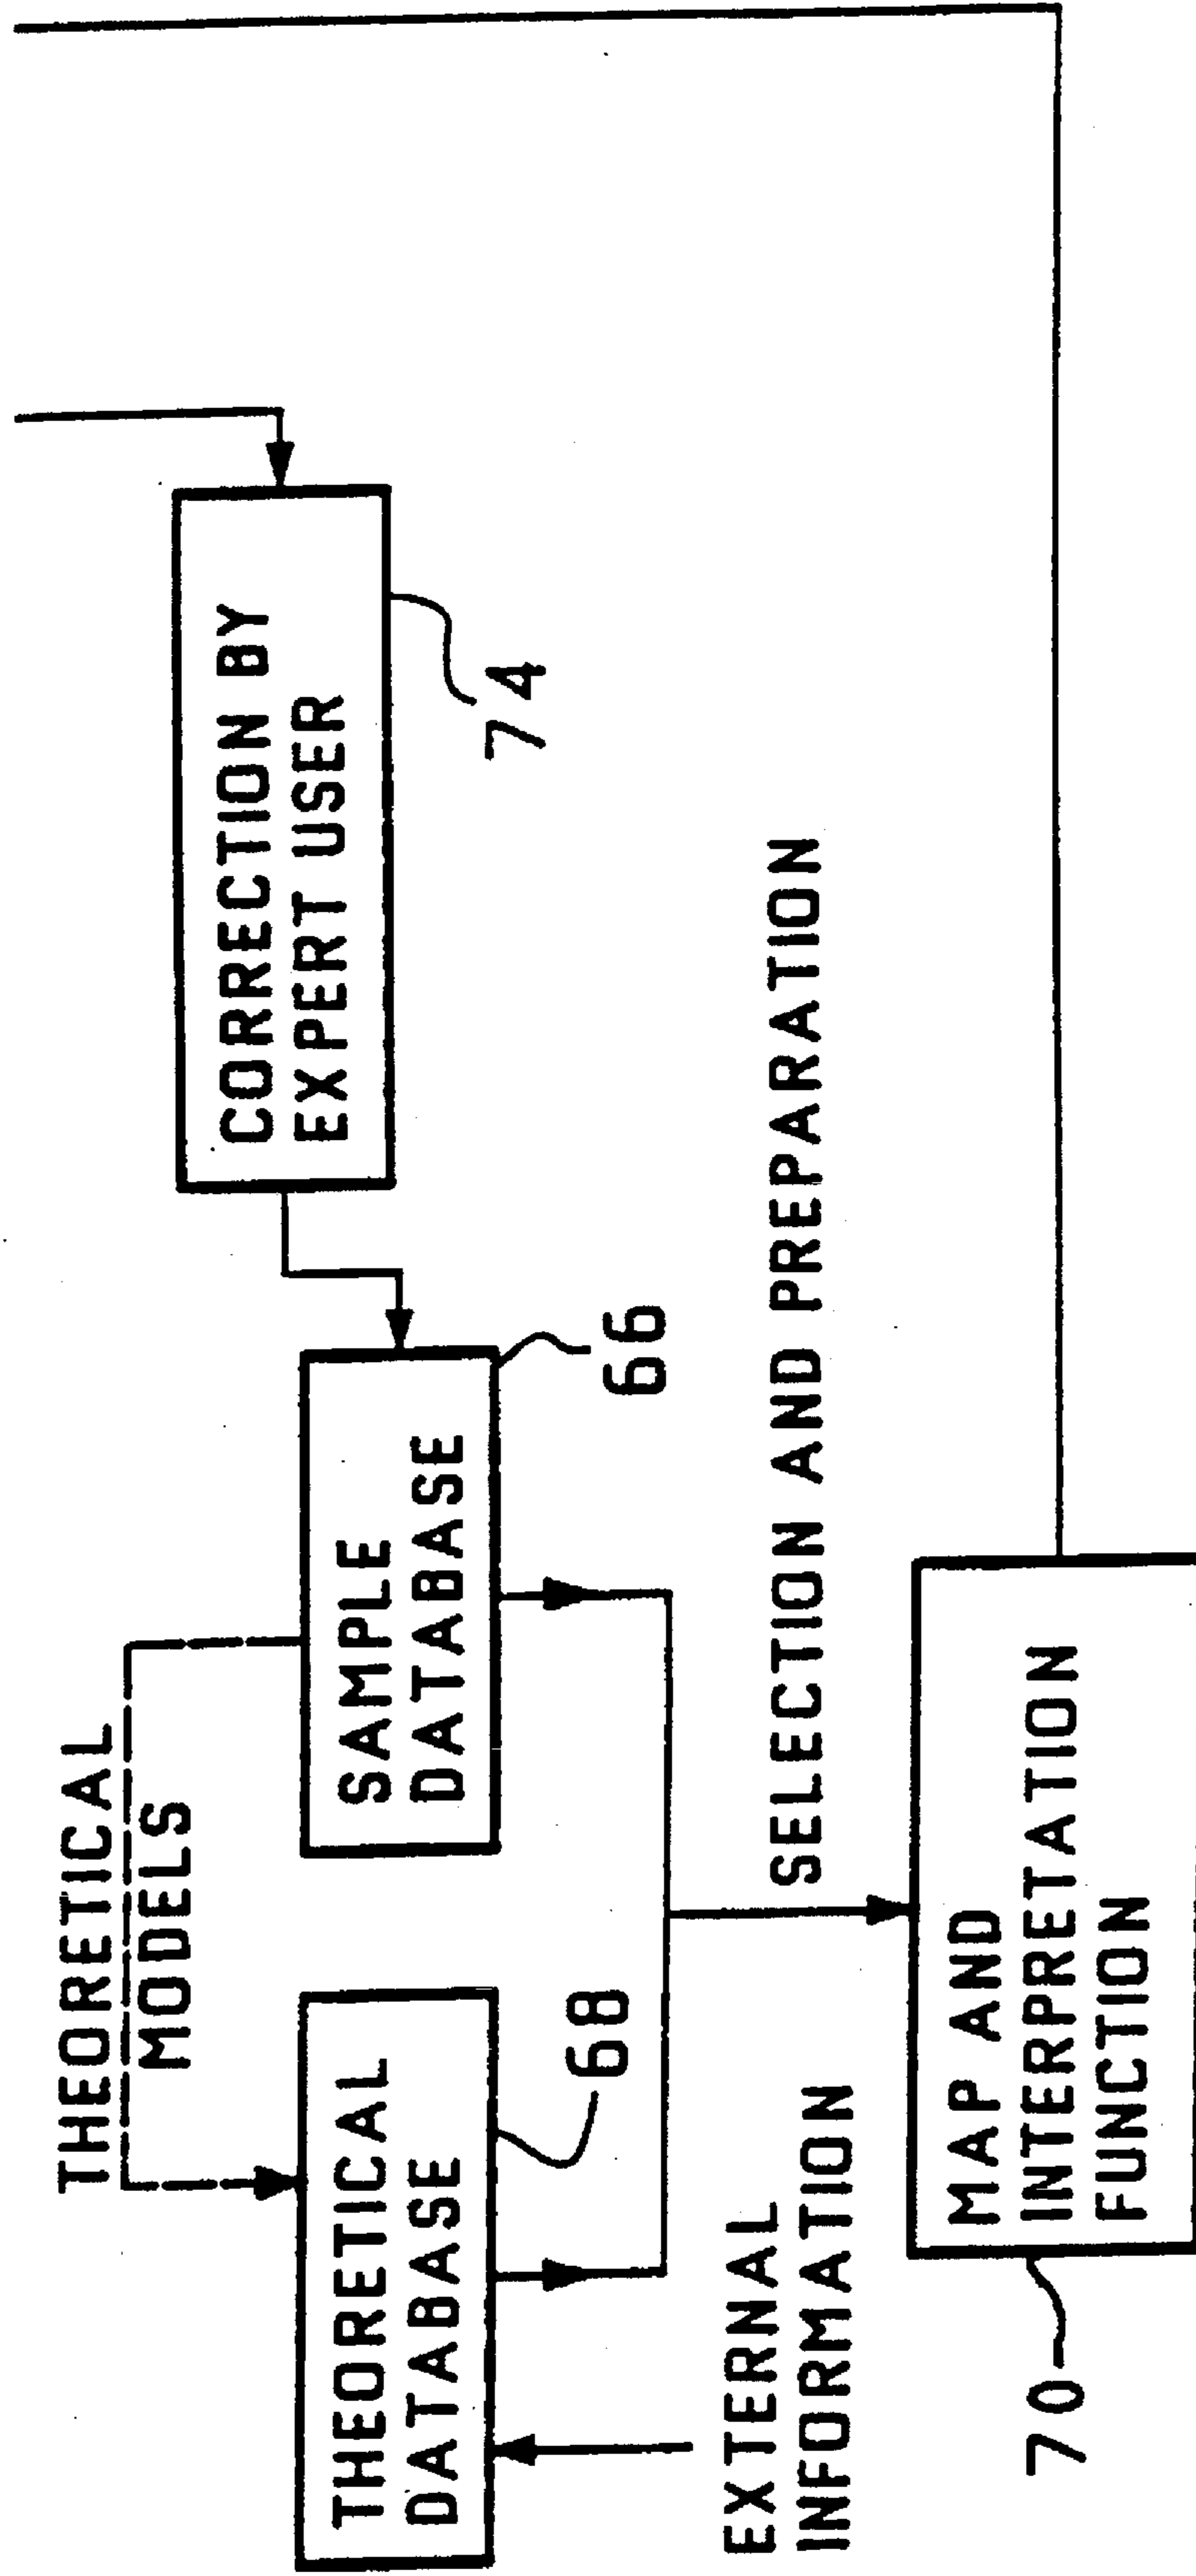 THEORETICAL
MODELS
THEORETICAL
DATABASE
68
SAMPLE
DATABASE
66
CORRECTION BY
EXPERT USER
74
EXTERNAL
INFORMATION
SELECTION AND PREPARATION
MAP AND
INTERPRETATION
FUNCTION
70